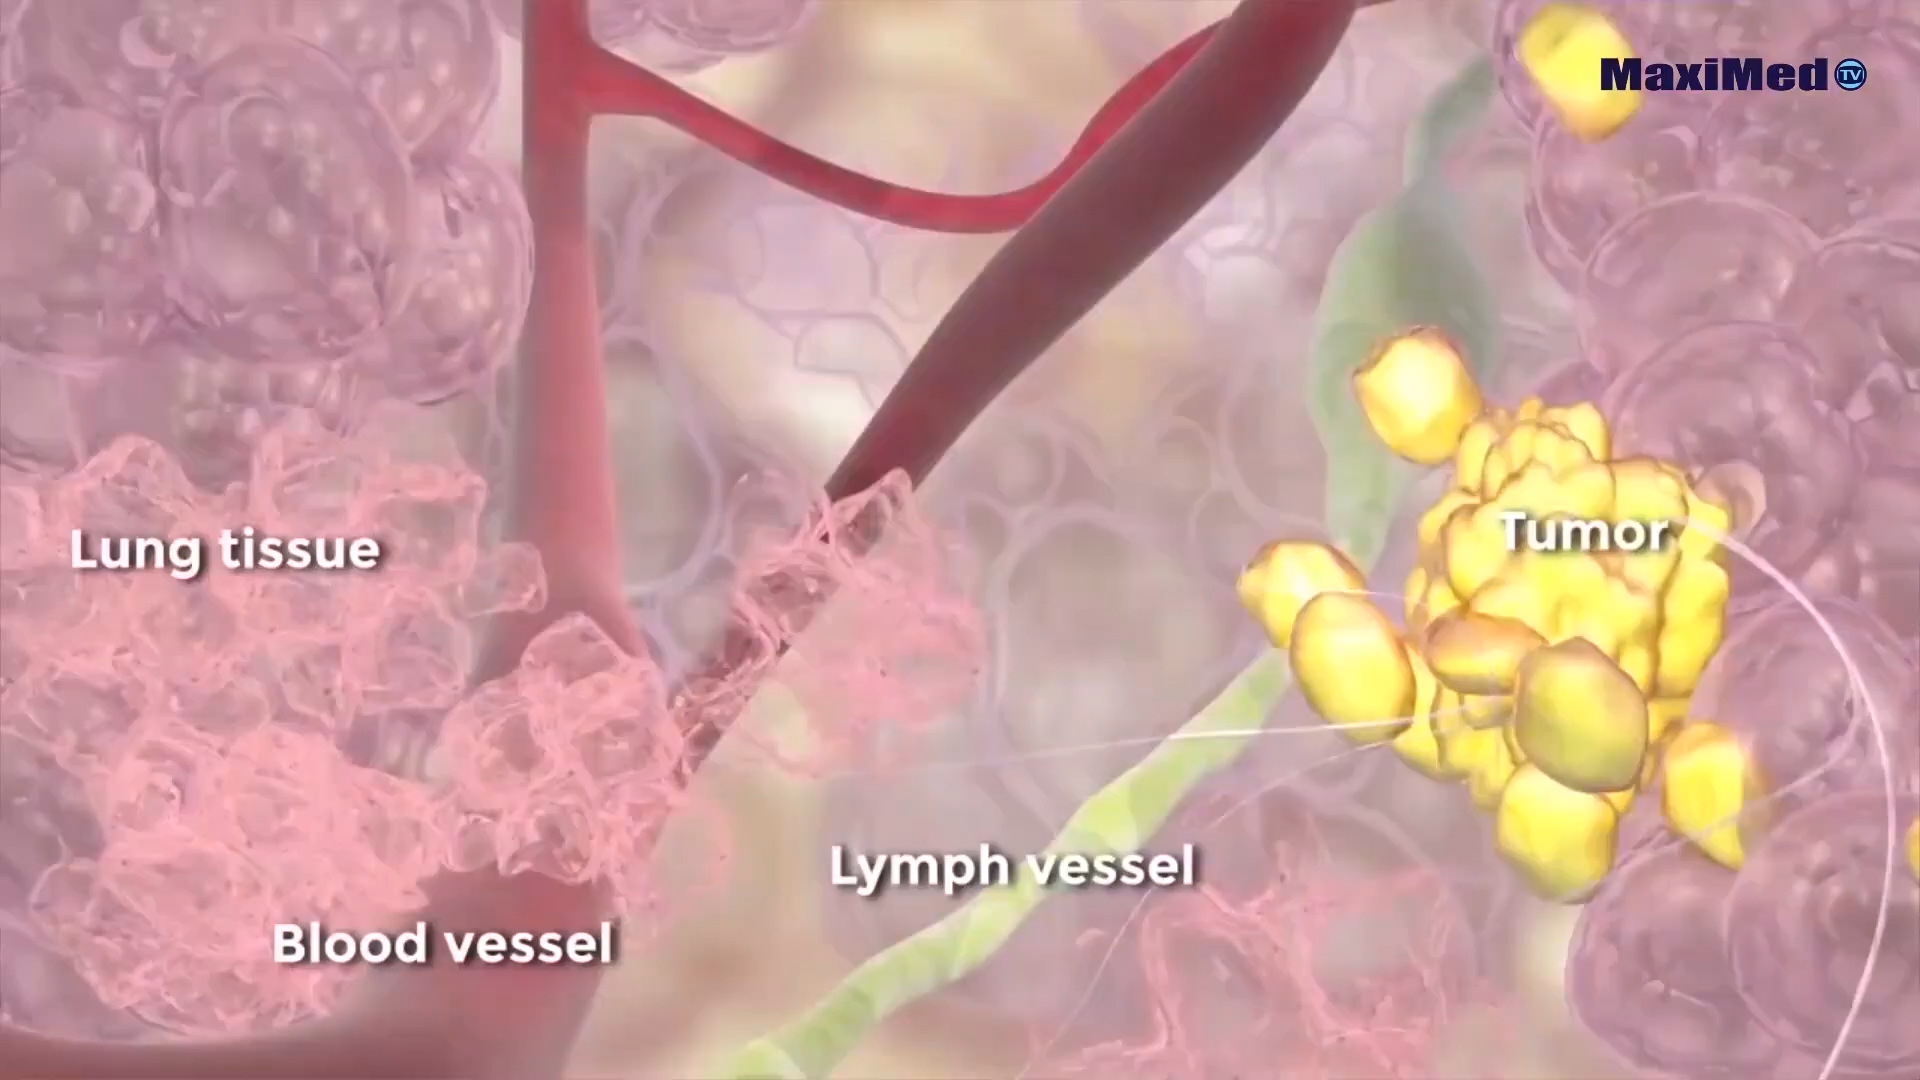 MaxiMed TV
Tumor
Lung tissue
Lymph vessel
Blood vessel